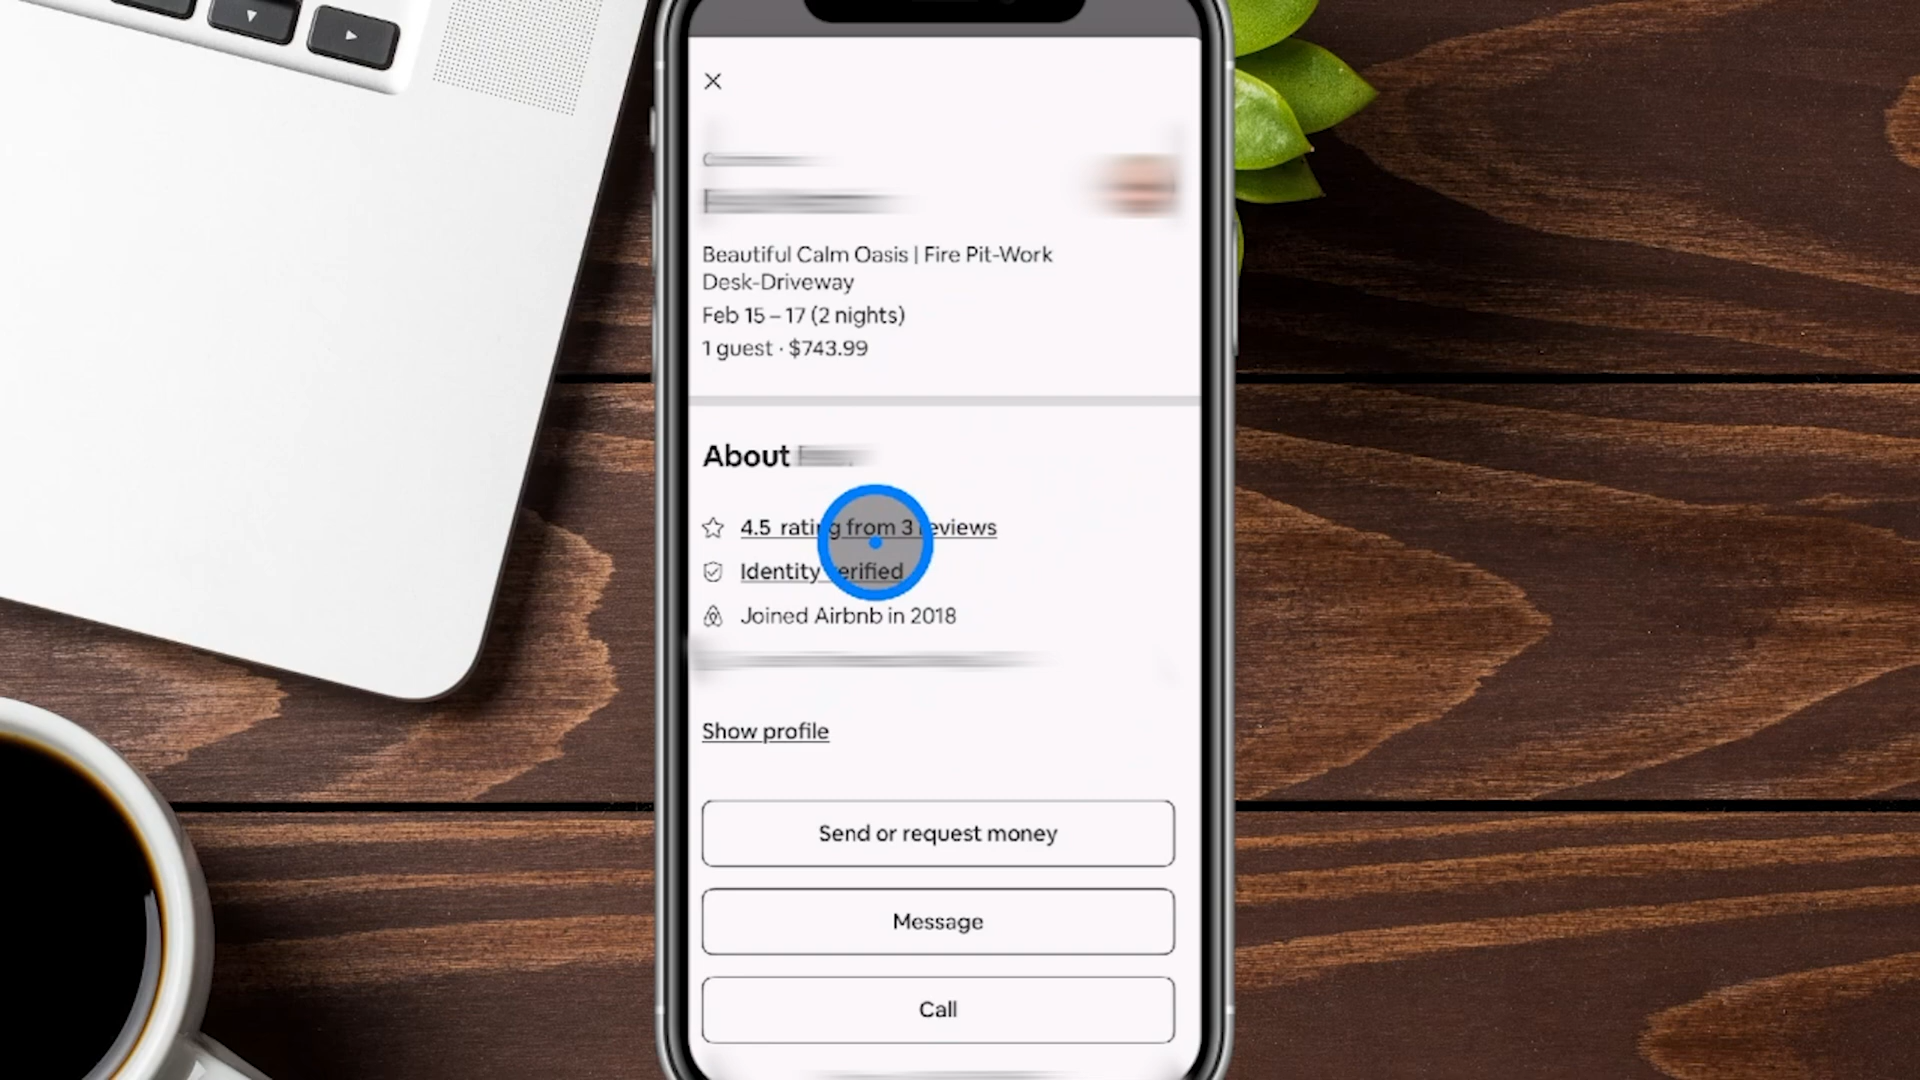 Beautiful Calm Oasis | Fire Pit-Work
Desk-Driveway
Feb 15 – 17 (2 nights)
1 guest · $743.99
About
4.5 rating from 3 reviews
Identity verified
Joined Airbnb in 2018
Show profile
Send or request money
Message
Call